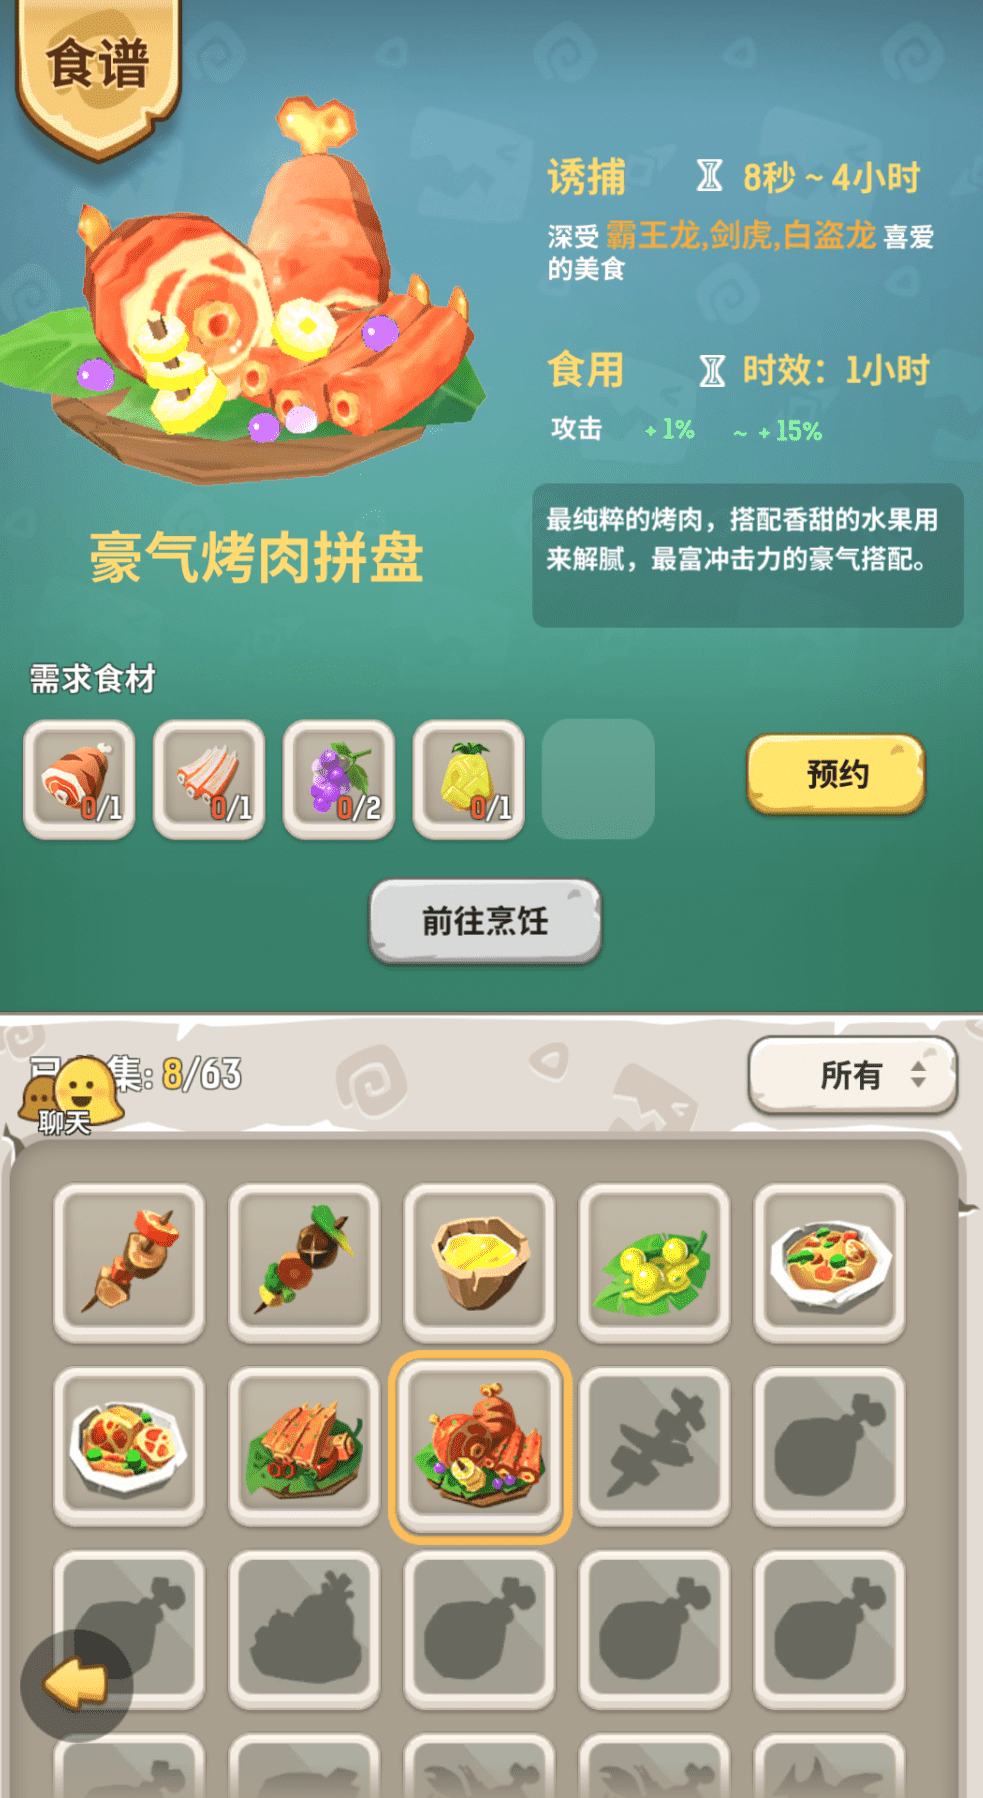 食谱
诱捕 8秒 ~ 4小时
深受 霸王龙,剑虎,白盗龙 喜爱
的美食
食用 时效：1小时
攻击 +1% ~ +15%
最纯粹的烤肉，搭配香甜的水果用
来解腻，最富冲击力的豪气搭配。
豪气烤肉拼盘
需求食材
0/1 0/1 0/2 0/1
预约
前往烹饪
集: 8/63
所有
聊天